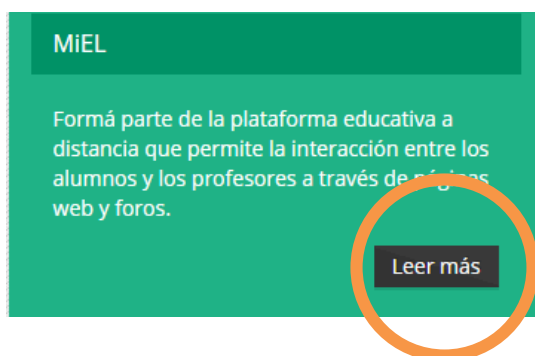 MiEL
Formá parte de la plataforma educativa a
distancia que permite la interacción entre los
alumnos y los profesores a través de páginas
web y foros.
Leer más